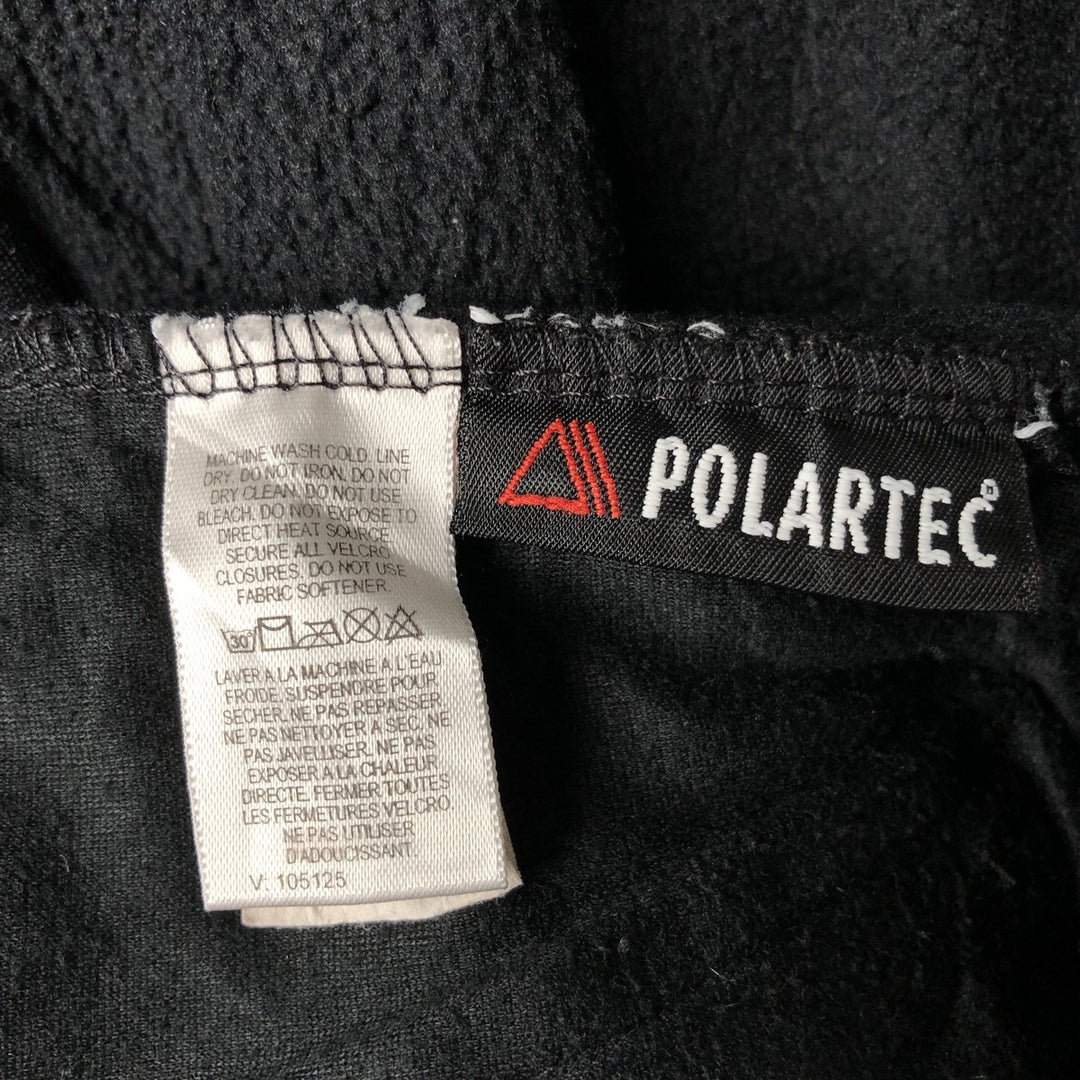 MACHINE WASH COLD. LINE
DRY. DO NOT IRON. DO NOT
DRY CLEAN. DO NOT USE
BLEACH. DO NOT EXPOSE TO
DIRECT HEAT SOURCE.
SECURE ALL VELCRO
CLOSURES. DO NOT USE
FABRIC SOFTENER.
30°
LAVER A LA MACHINE A L'EAU
FROIDE. SUSPENDRE POUR
SECHER. NE PAS REPASSER
NE PAS NETTOYER A SEC. NE
PAS JAVELLISER. NE PAS
EXPOSER A LA CHALEUR
DIRECTE. FERMER TOUTES
LES FERMETURES VELCRO.
NE PAS UTILISER
D'ADOUCISSANT.
V: 105125
POLARTEC